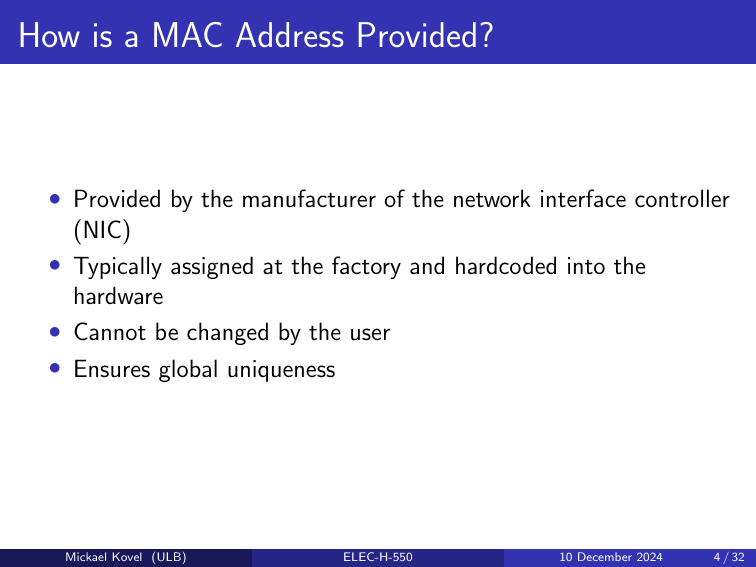 How is a MAC Address Provided?
• Provided by the manufacturer of the network interface controller
(NIC)
• Typically assigned at the factory and hardcoded into the
hardware
• Cannot be changed by the user
• Ensures global uniqueness
Mickael Kovel (ULB) ELEC-H-550 10 December 2024 4 / 32